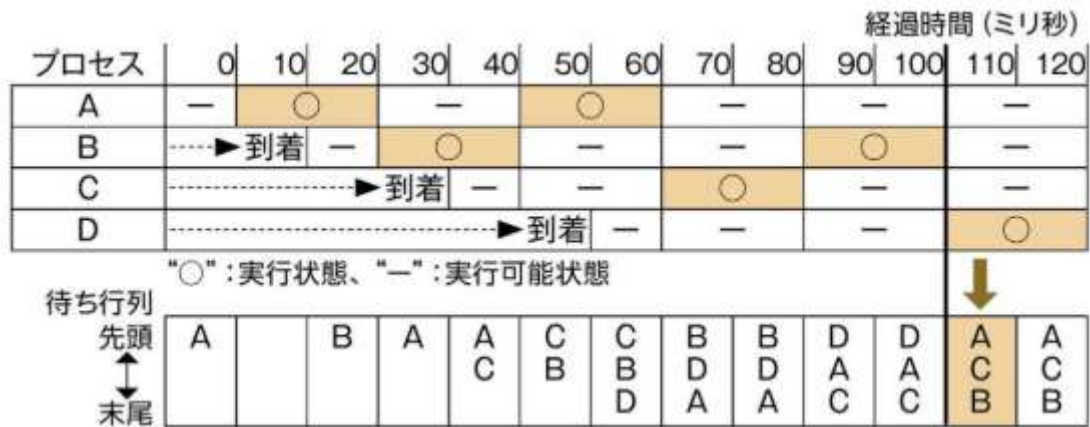 経過時間(ミリ秒)
プロセス 0 10 20 30 40 50 60 70 80 90 100 110 120
A － ○ － ○ － － －
B 到着 － ○ － － ○ －
C 到着 － － ○ － －
D 到着 － － － ○
“○”:実行状態、“－”:実行可能状態
待ち行列
先頭 A B A A C C B B D D A A
C B B D D A A C C
末尾 D A A C C B B